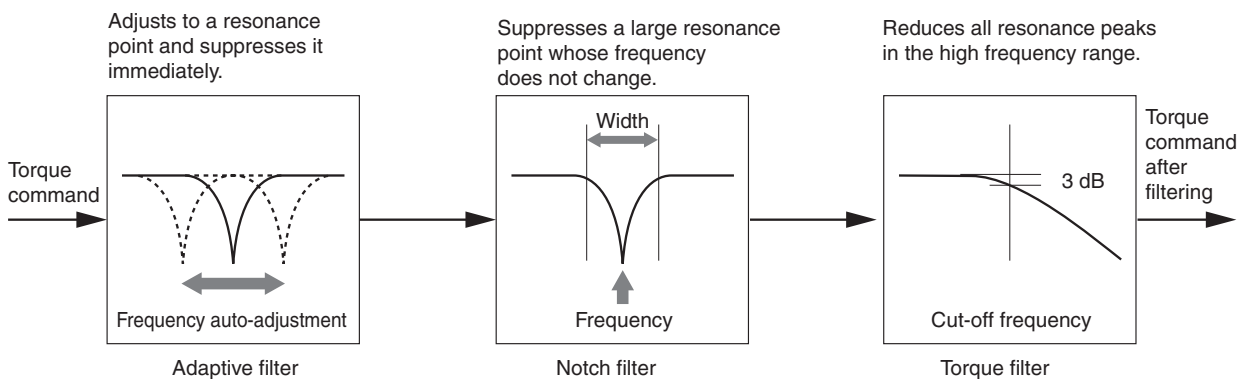 Adjusts to a resonance
point and suppresses it
immediately.
Suppresses a large resonance
point whose frequency
does not change.
Reduces all resonance peaks
in the high frequency range.
Torque
command
Frequency auto-adjustment
Adaptive filter
Width
Frequency
Notch filter
3 dB
Cut-off frequency
Torque filter
Torque
command
after
filtering